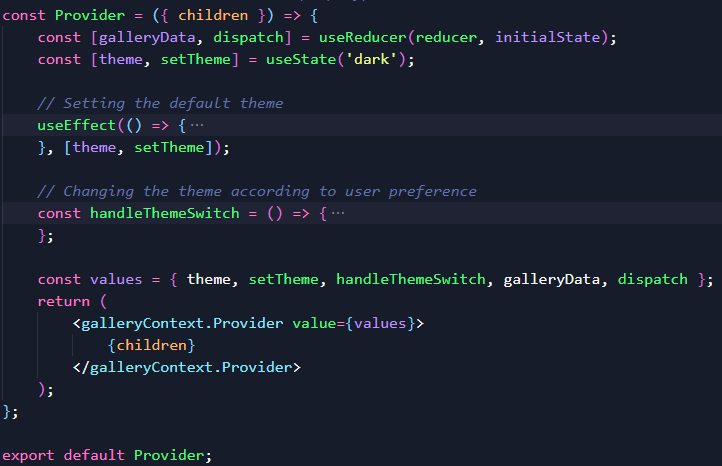 const Provider = ({ children }) => {
    const [galleryData, dispatch] = useReducer(reducer, initialState);
    const [theme, setTheme] = useState('dark');

    // Setting the default theme
    useEffect(() => { ···
    }, [theme, setTheme]);

    // Changing the theme according to user preference
    const handleThemeSwitch = () => { ···
    };

    const values = { theme, setTheme, handleThemeSwitch, galleryData, dispatch };
    return (
        <galleryContext.Provider value={values}>
            {children}
        </galleryContext.Provider>
    );
};

export default Provider;